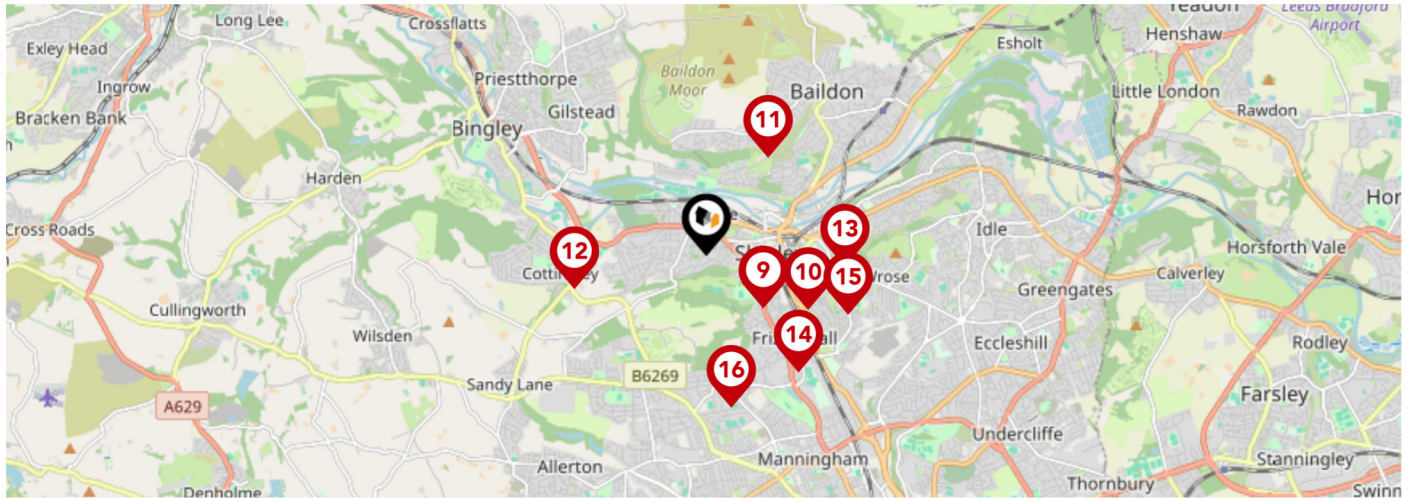 Yeadon
Leeds Bradford
Airport
Long Lee
Crossflatts
Henshaw
Exley Head
Esholt
Ingrow
Priestthorpe
Baildon
Moor
Baildon
Little London
Bracken Bank
Gilstead
Rawdon
11
Bingley
Harden
Hor
Cross Roads
13
Idle
12
Horsforth Vale
9
10
15
Calverley
Greengates
Cullingworth
Wilsden
14
Eccleshill
Rodley
16
B6269
Sandy Lane
A629
Farsley
Undercliffe
Manningham
Stanningley
Allerton
Thornbury
Denholme
Swinn